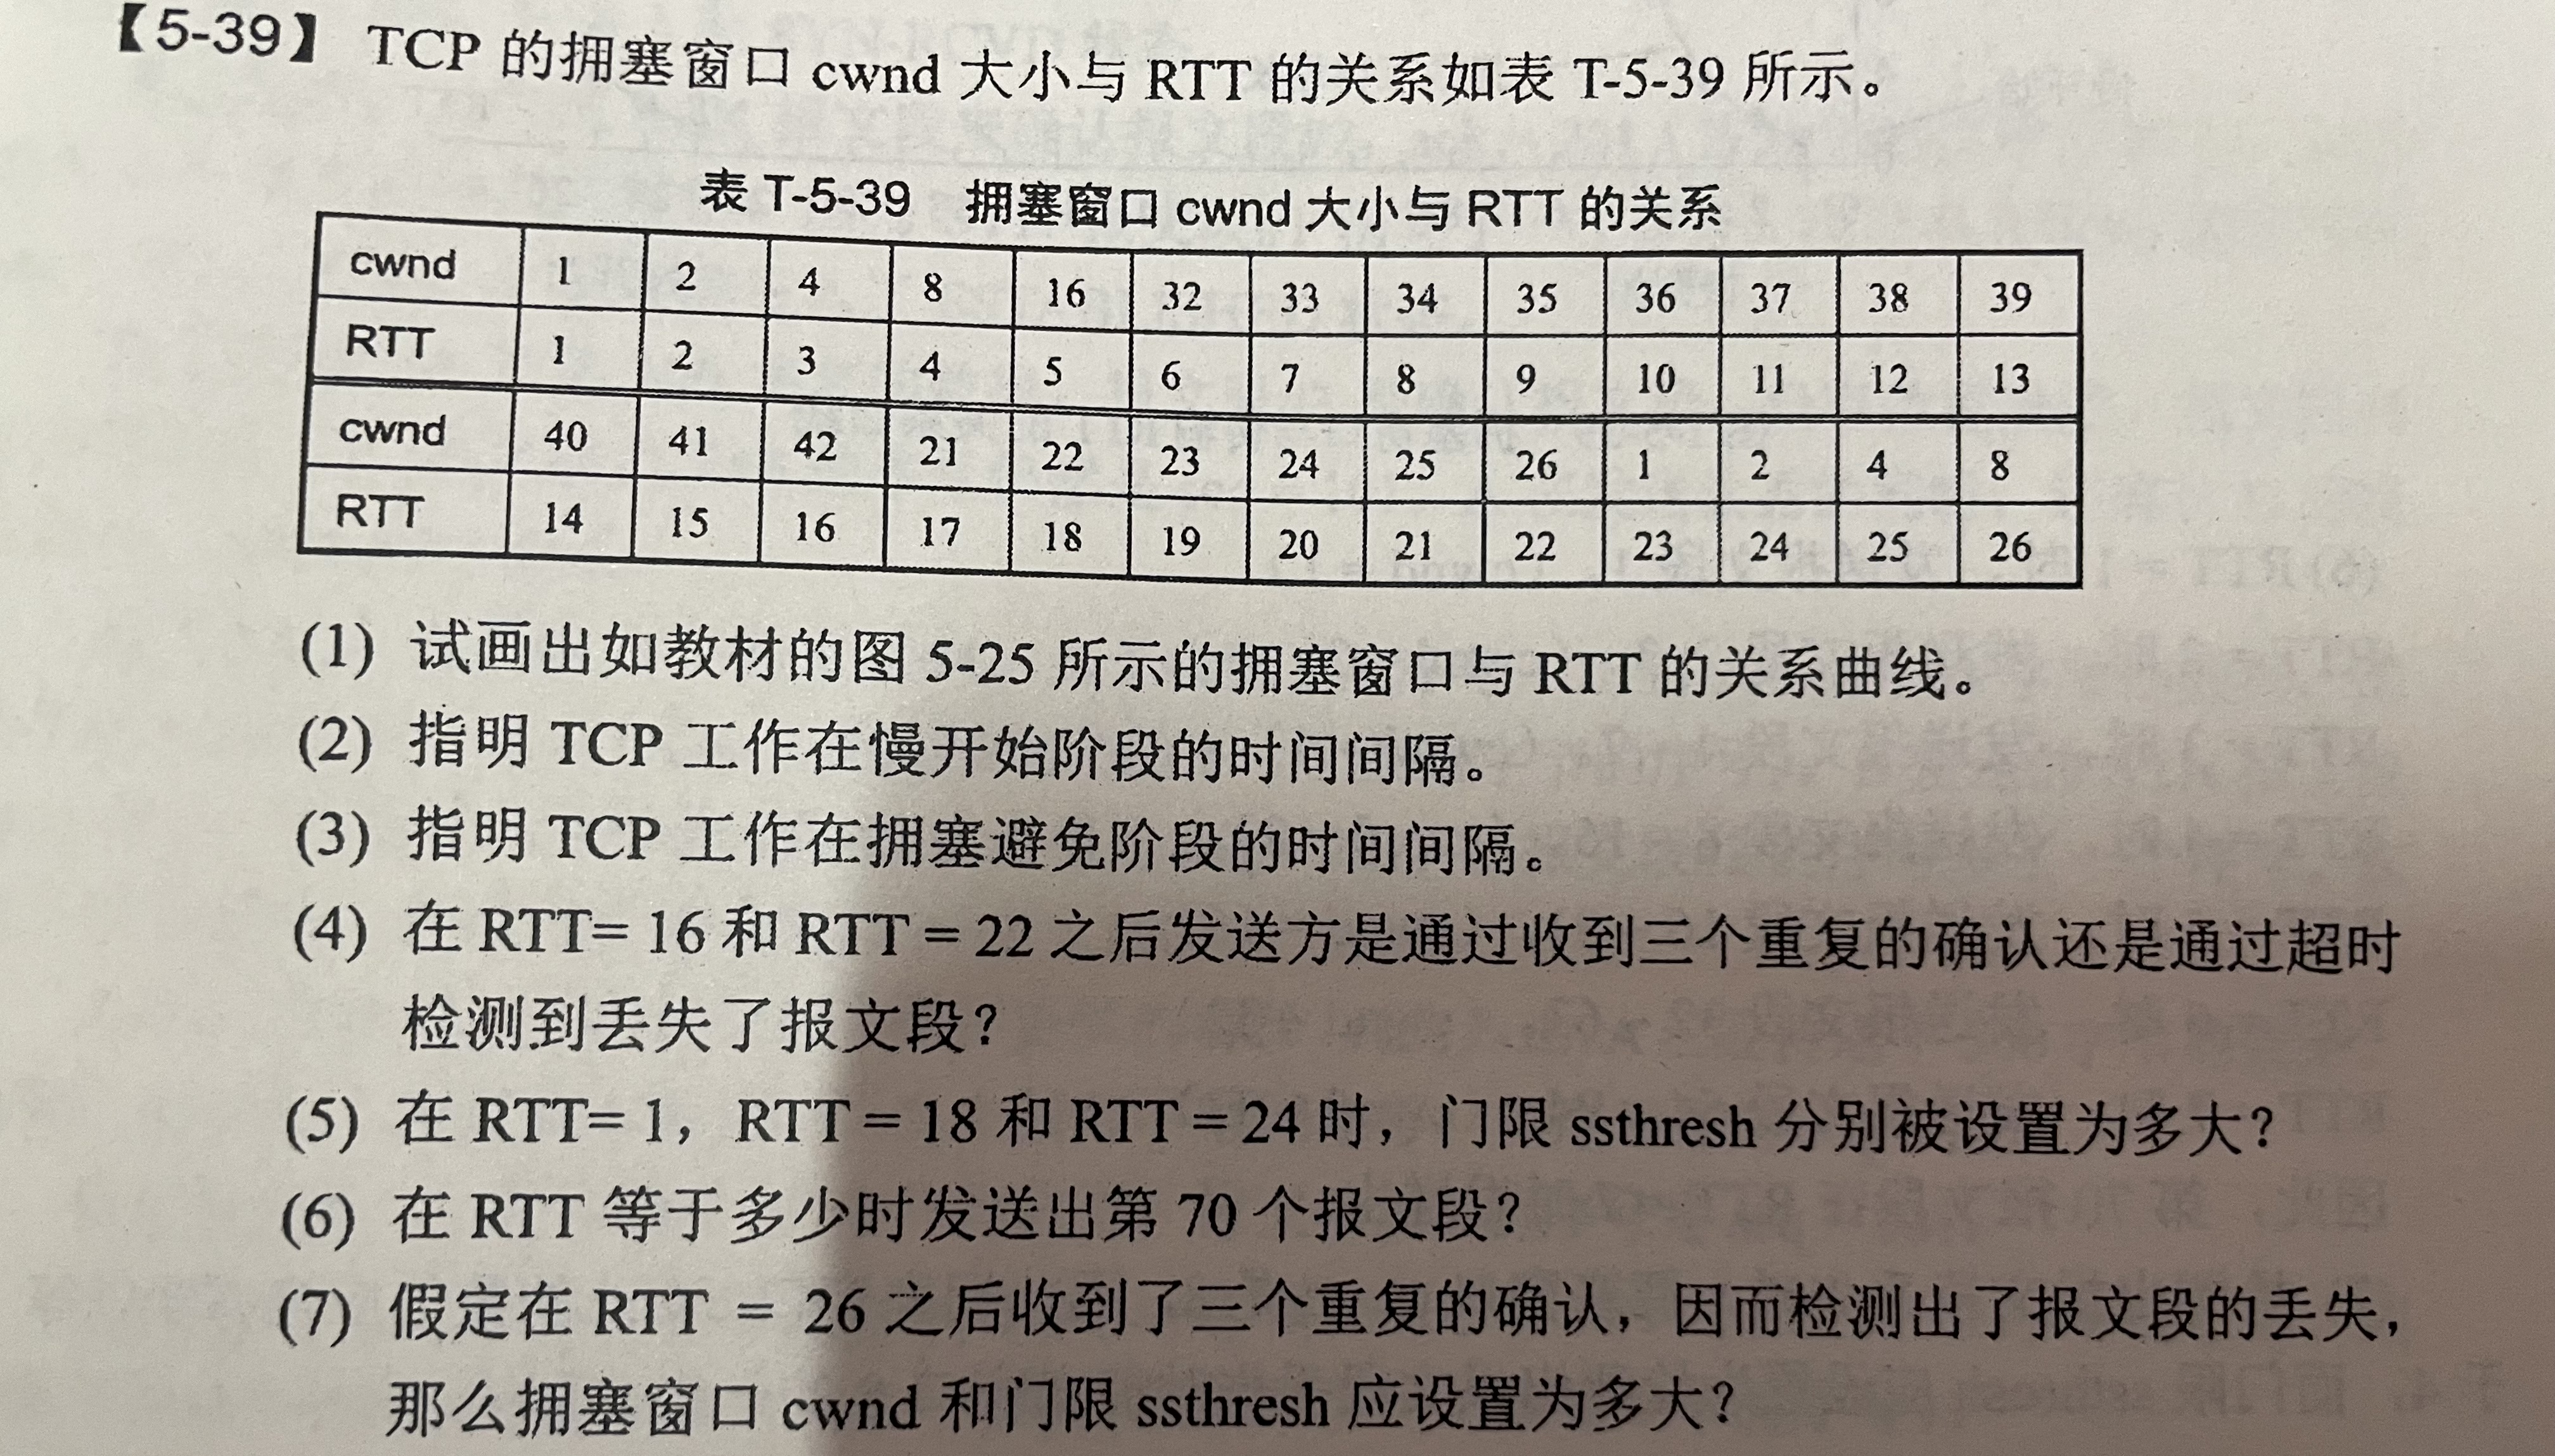 【5-39】 TCP 的拥塞窗口 cwnd 大小与 RTT 的关系如表 T-5-39 所示。
表 T-5-39 拥塞窗口 cwnd 大小与 RTT 的关系
cwnd 1 2 4 8 16 32 33 34 35 36 37 38 39
RTT 1 2 3 4 5 6 7 8 9 10 11 12 13
cwnd 40 41 42 21 22 23 24 25 26 1 2 4 8
RTT 14 15 16 17 18 19 20 21 22 23 24 25 26
(1) 试画出如教材的图 5-25 所示的拥塞窗口与 RTT 的关系曲线。
(2) 指明 TCP 工作在慢开始阶段的时间间隔。
(3) 指明 TCP 工作在拥塞避免阶段的时间间隔。
(4) 在 RTT= 16 和 RTT = 22 之后发送方是通过收到三个重复的确认还是通过超时
检测到丢失了报文段?
(5) 在 RTT= 1，RTT = 18 和 RTT = 24 时，门限 ssthresh 分别被设置为多大?
(6) 在 RTT 等于多少时发送出第 70 个报文段?
(7) 假定在 RTT = 26 之后收到了三个重复的确认，因而检测出了报文段的丢失，
那么拥塞窗口 cwnd 和门限 ssthresh 应设置为多大?